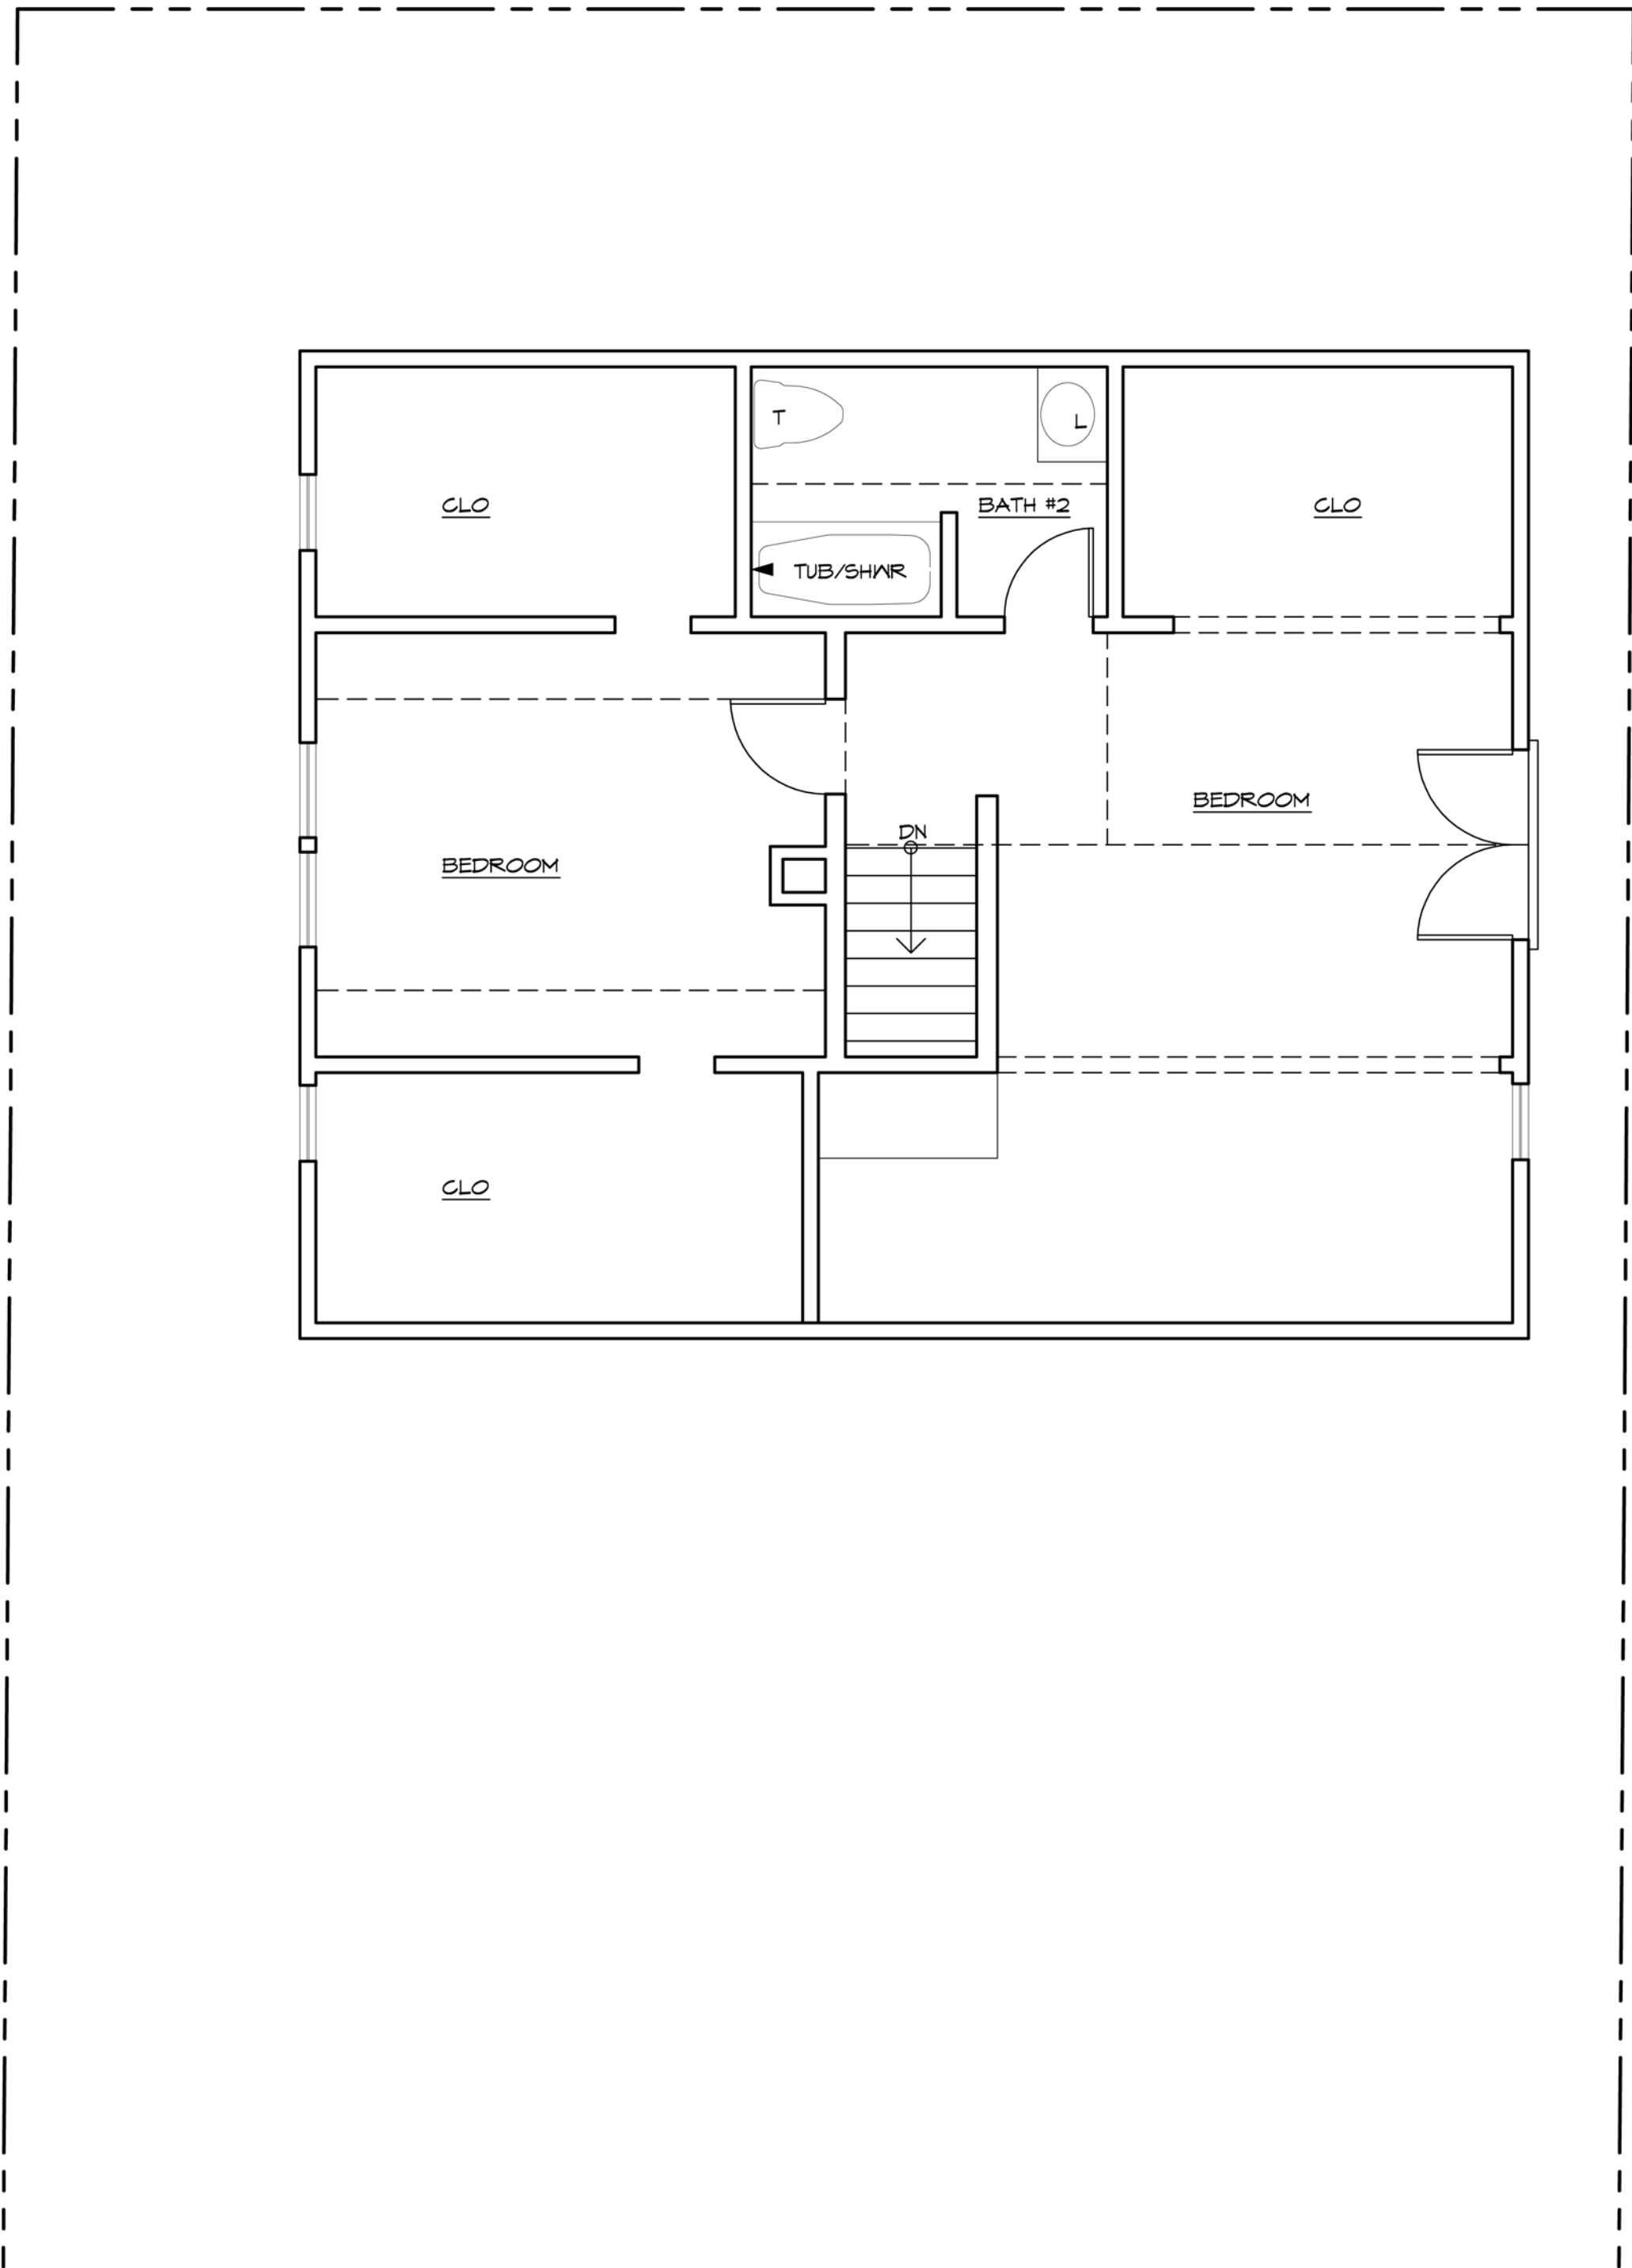 T
L
CLO
BATH #2
CLO
TUB/SHWR
BEDROOM
DN
BEDROOM
CLO